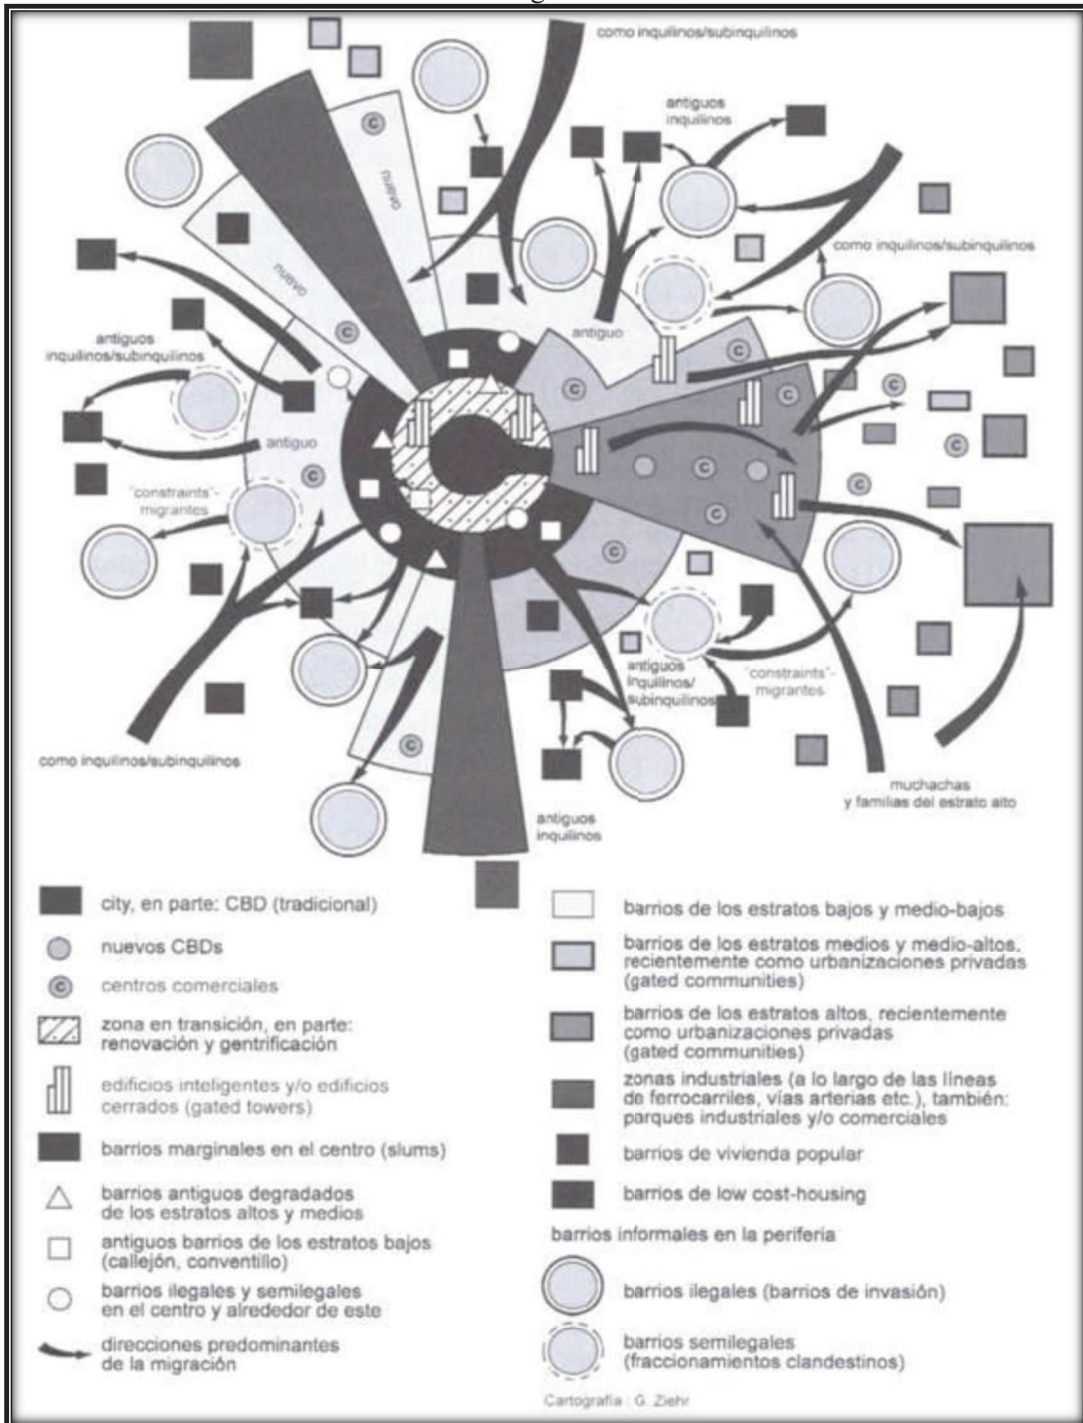 como inquilinos/subinquilinos
antiguos
inquilinos
C
nuevo
como inquilinos/subinquilinos
nuevo
antiguo
C
antiguos
inquilinos/subinquilinos
C
C
C
C
antiguo
C
C
C
C
"constraints"-
migrantes
C
C
C
antiguos
inquilinos/
subinquilinos
"constraints"-
migrantes
C
como inquilinos/subinquilinos
muchachas
y familias del estrato alto
antiguos
inquilinos
city, en parte: CBD (tradicional)
nuevos CBDs
C centros comerciales
zona en transición, en parte:
renovación y gentrificación
edificios inteligentes y/o edificios
cerrados (gated towers)
barrios marginales en el centro (slums)
barrios antiguos degradados
de los estratos altos y medios
antiguos barrios de los estratos bajos
(callejón, conventillo)
barrios ilegales y semilegales
en el centro y alrededor de este
direcciones predominantes
de la migración
barrios de los estratos bajos y medio-bajos
barrios de los estratos medios y medio-altos,
recientemente como urbanizaciones privadas
(gated communities)
barrios de los estratos altos, recientemente
como urbanizaciones privadas
(gated communities)
zonas industriales (a lo largo de las líneas
de ferrocarriles, vías arterias etc.), también:
parques industriales y/o comerciales
barrios de vivienda popular
barrios de low cost-housing
barrios informales en la periferia
barrios ilegales (barrios de invasión)
barrios semilegales
(fraccionamientos clandestinos)
Cartografía : G. Ziehr